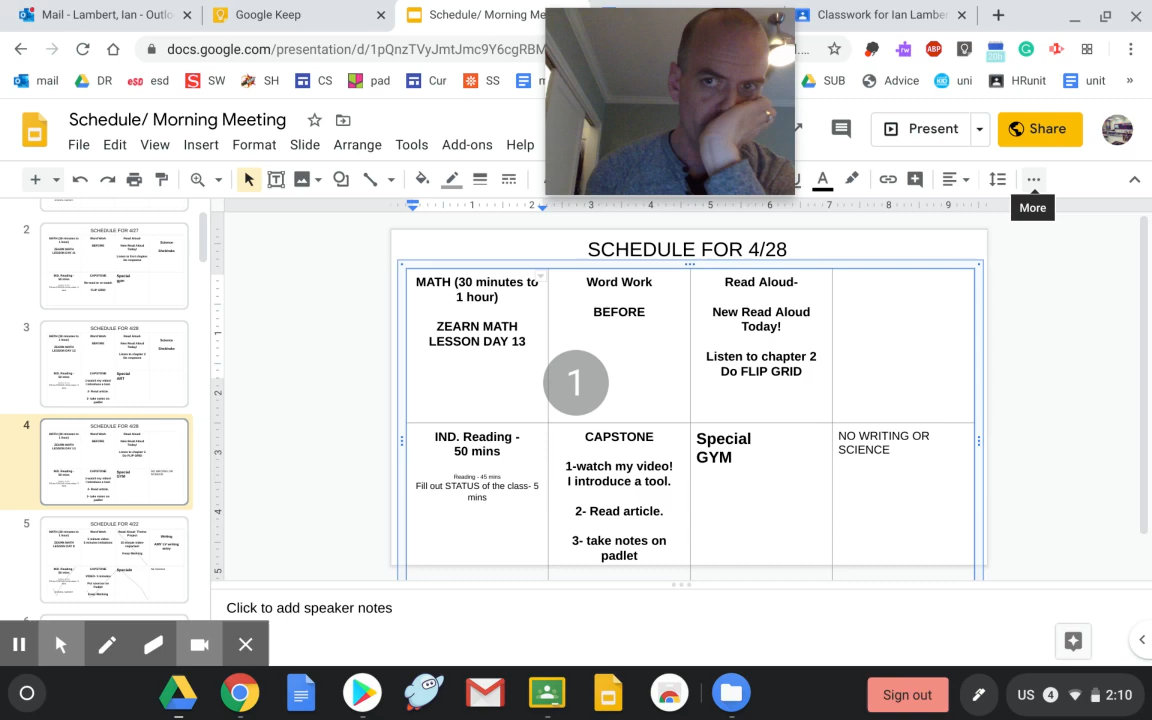 Mail - Lambert, Ian - Outlo
Google Keep
Schedule/ Morning Me
Classwork for Ian Lamber
docs.google.com/presentation/d/1pQnzTVyJmtJmc9Y6cgRBM
mail
DR
esd
esd
SW
SH
CS
pad
Cur
SS
SUB
Advice
uni
HRunit
unit
Schedule/ Morning Meeting
File Edit View Insert Format Slide Arrange Tools Add-ons Help
Present
Share
More
SCHEDULE FOR 4/28
MATH (30 minutes to
1 hour)
ZEARN MATH
LESSON DAY 13
Word Work
BEFORE
Read Aloud-
New Read Aloud
Today!
Listen to chapter 2
Do FLIP GRID
1
IND. Reading -
50 mins
Reading - 45 mins
Fill out STATUS of the class- 5
mins
CAPSTONE
1-watch my video!
I introduce a tool.
2- Read article.
3- take notes on
padlet
Special
GYM
NO WRITING OR
SCIENCE
2
SCHEDULE FOR 4/27
3
SCHEDULE FOR 4/28
4
SCHEDULE FOR 4/28
5
SCHEDULE FOR 4/22
Click to add speaker notes
Sign out
US 4 2:10